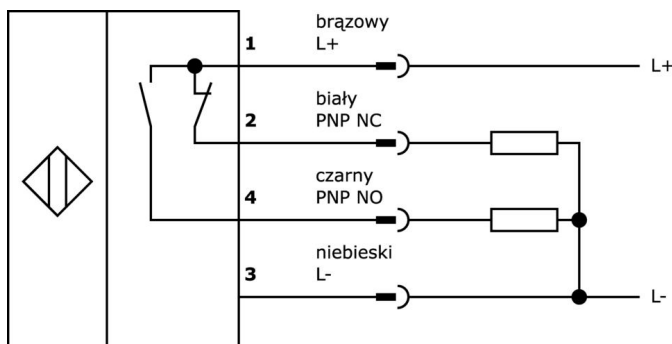 brązowy
1 L+
L+
biały
2 PNP NC
czarny
4 PNP NO
niebieski
3 L-
L-